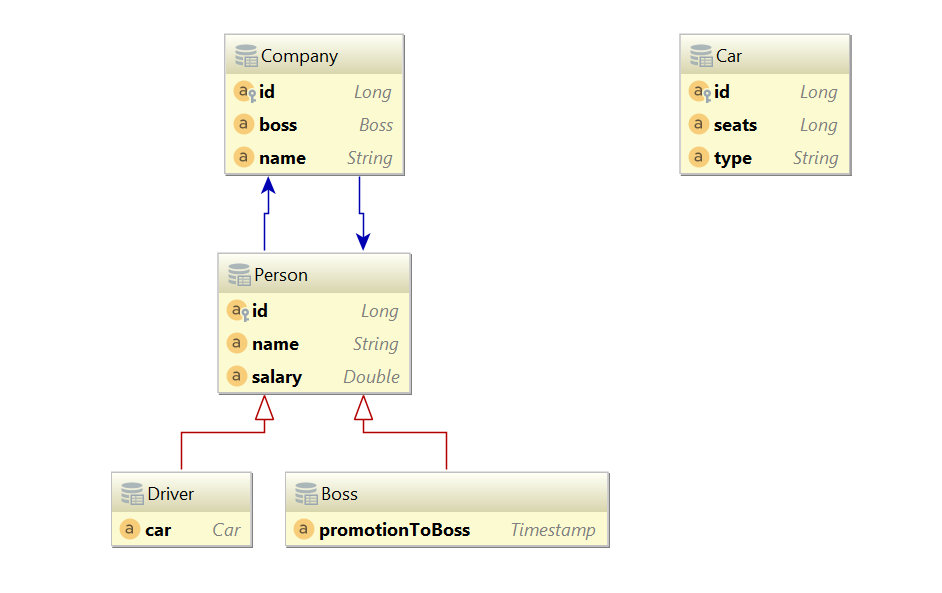 Company
id Long
boss Boss
name String
Car
id Long
seats Long
type String
Person
id Long
name String
salary Double
Driver
car Car
Boss
promotionToBoss Timestamp